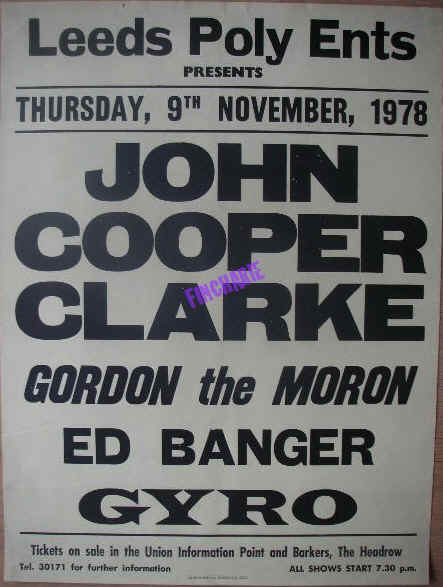 Leeds Poly Ents
PRESENTS
THURSDAY, 9TH NOVEMBER, 1978
JOHN
COOPER
FINCRARIE
CLARKE
GORDON the MORON
ED BANGER
GYRO
Tickets on sale in the Union Information Point and Barkers, The Headrow
Tel. 30171 for further information
ALL SHOWS START 7.30 p.m.